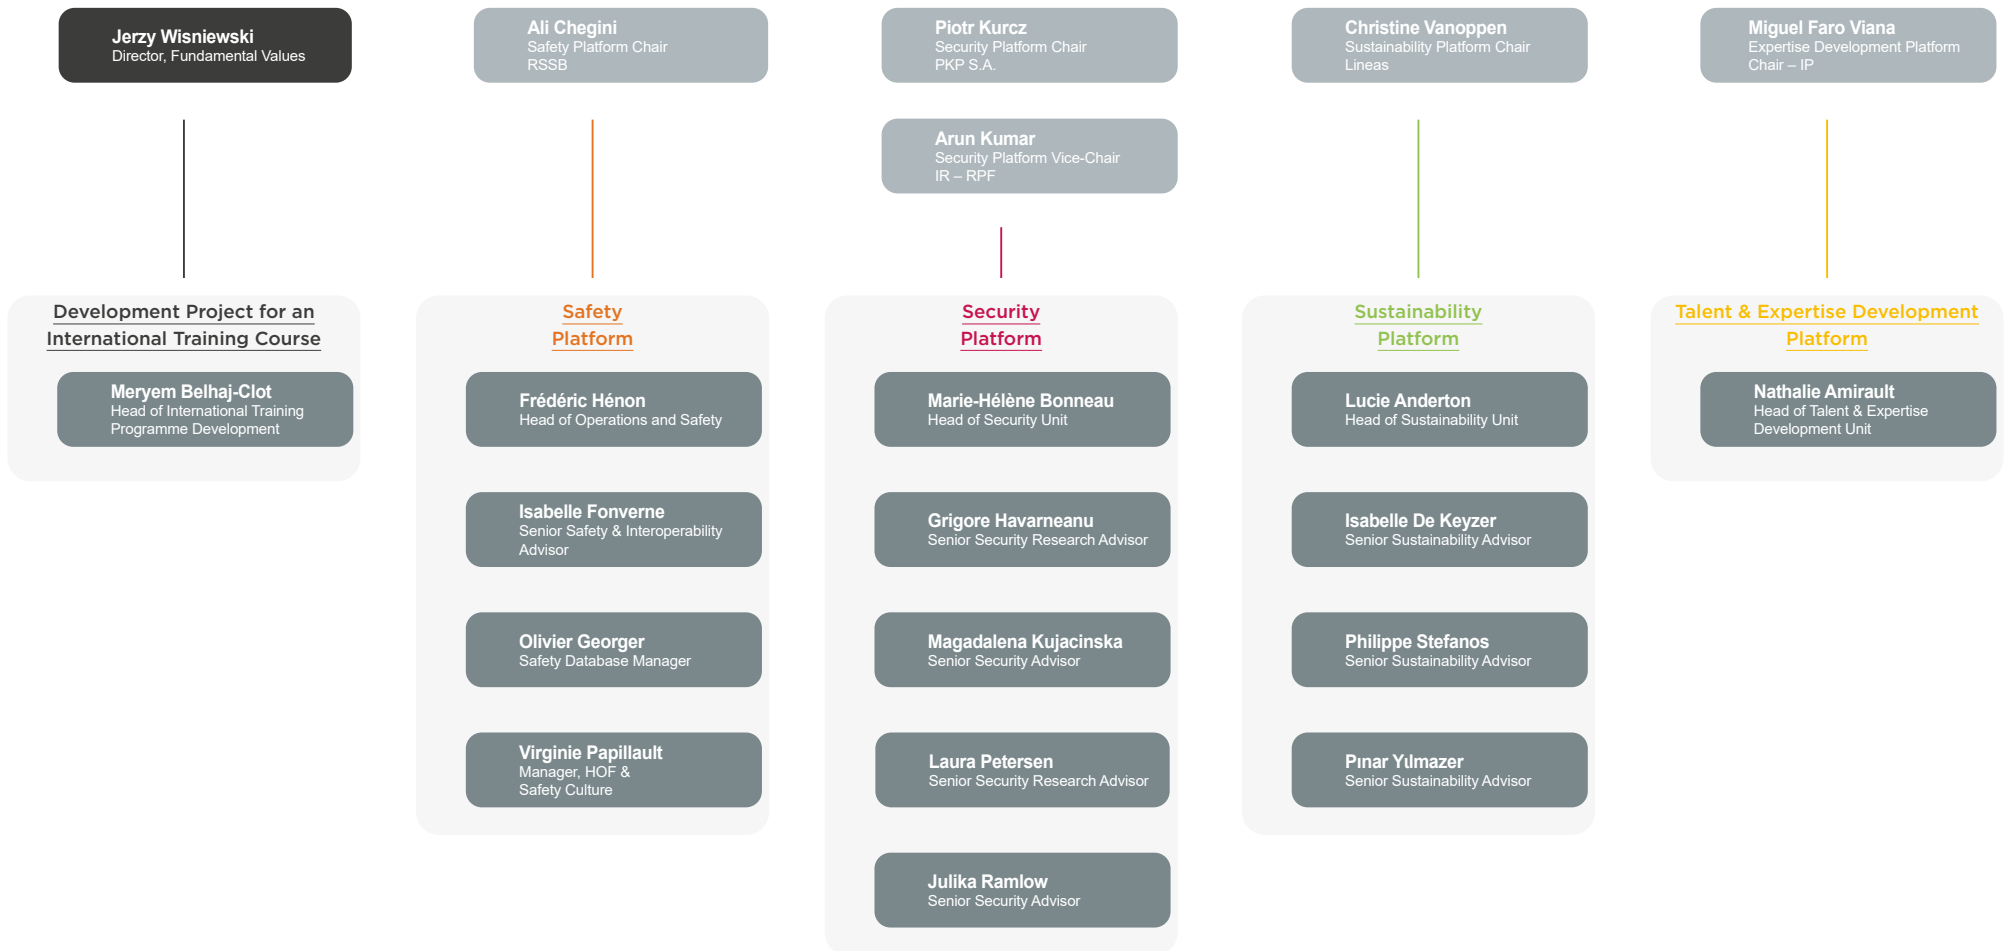 Jerzy Wisniewski
Director, Fundamental Values
Ali Chegini
Safety Platform Chair
RSSB
Piotr Kurcz
Security Platform Chair
PKP S.A.
Christine Vanoppen
Sustainability Platform Chair
Lineas
Miguel Faro Viana
Expertise Development Platform
Chair – IP
Arun Kumar
Security Platform Vice-Chair
IR – RPF
Development Project for an
International Training Course
Meryem Belhaj-Clot
Head of International Training
Programme Development
Safety
Platform
Frédéric Hénon
Head of Operations and Safety
Isabelle Fonverne
Senior Safety & Interoperability
Advisor
Olivier Georger
Safety Database Manager
Virginie Papillault
Manager, HOF &
Safety Culture
Security
Platform
Marie-Hélène Bonneau
Head of Security Unit
Grigore Havarneanu
Senior Security Research Advisor
Magadalena Kujacinska
Senior Security Advisor
Laura Petersen
Senior Security Research Advisor
Julika Ramlow
Senior Security Advisor
Sustainability
Platform
Lucie Anderton
Head of Sustainability Unit
Isabelle De Keyzer
Senior Sustainability Advisor
Philippe Stefanos
Senior Sustainability Advisor
Pınar Yılmazer
Senior Sustainability Advisor
Talent & Expertise Development
Platform
Nathalie Amirault
Head of Talent & Expertise
Development Unit